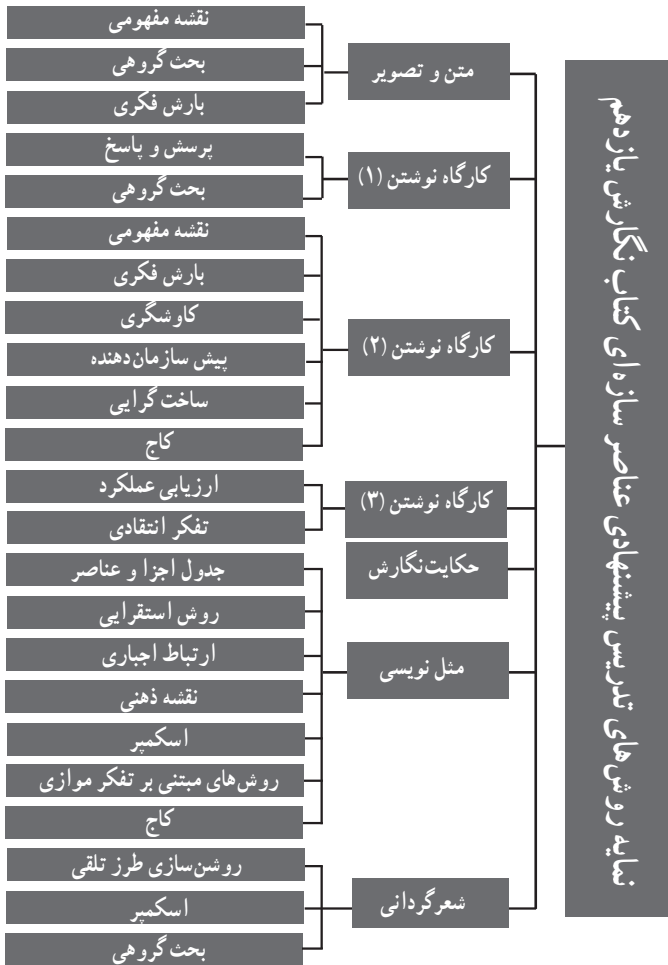 نمایه روش‌های تدریس پیشنهادی عناصر سازه‌ای کتاب نگارش یازدهم
متن و تصویر
نقشه مفهومی
بحث گروهی
بارش فکری
کارگاه نوشتن (۱)
پرسش و پاسخ
بحث گروهی
کارگاه نوشتن (۲)
نقشه مفهومی
بارش فکری
کاوشگری
پیش سازمان‌دهنده
ساخت گرایی
کاج
کارگاه نوشتن (۳)
ارزیابی عملکرد
تفکر انتقادی
حکایت‌نگارش
مثل نویسی
جدول اجزا و عناصر
روش استقرایی
ارتباط اجباری
نقشه ذهنی
اسکمپر
روش‌های مبتنی بر تفکر موازی
کاج
شعرگردانی
روشن‌سازی طرز تلقی
اسکمپر
بحث گروهی